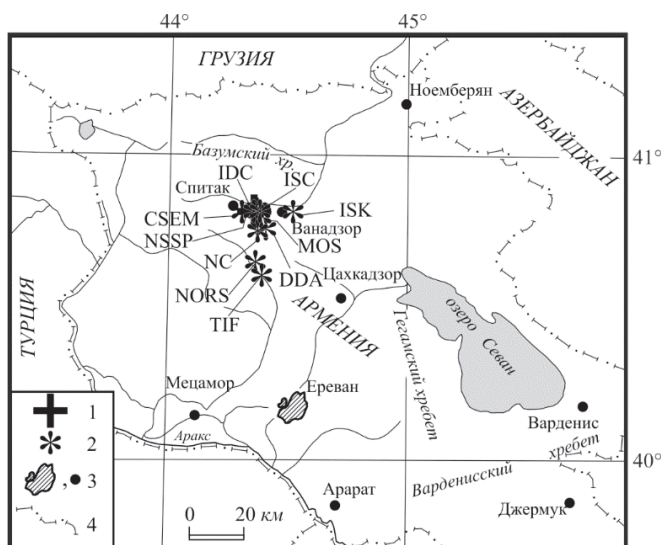 44°
45°
ГРУЗИЯ
Ноемберян
АЗЕРБАЙДЖАН
41°
Базумский хр.
IDC
ISC
Спитак
CSEM
ISK
Ванадзор
NSSP
MOS
NC
DDA
Цахкадзор
NORS
TIF
АРМЕНИЯ
ТУРЦИЯ
озеро Севан
Гегамский хребет
Мецамор
Ереван
Аракс
Варденис
хребет
Варденисский
40°
Арарат
Джермук
1
2
, 3
4
0 20 км